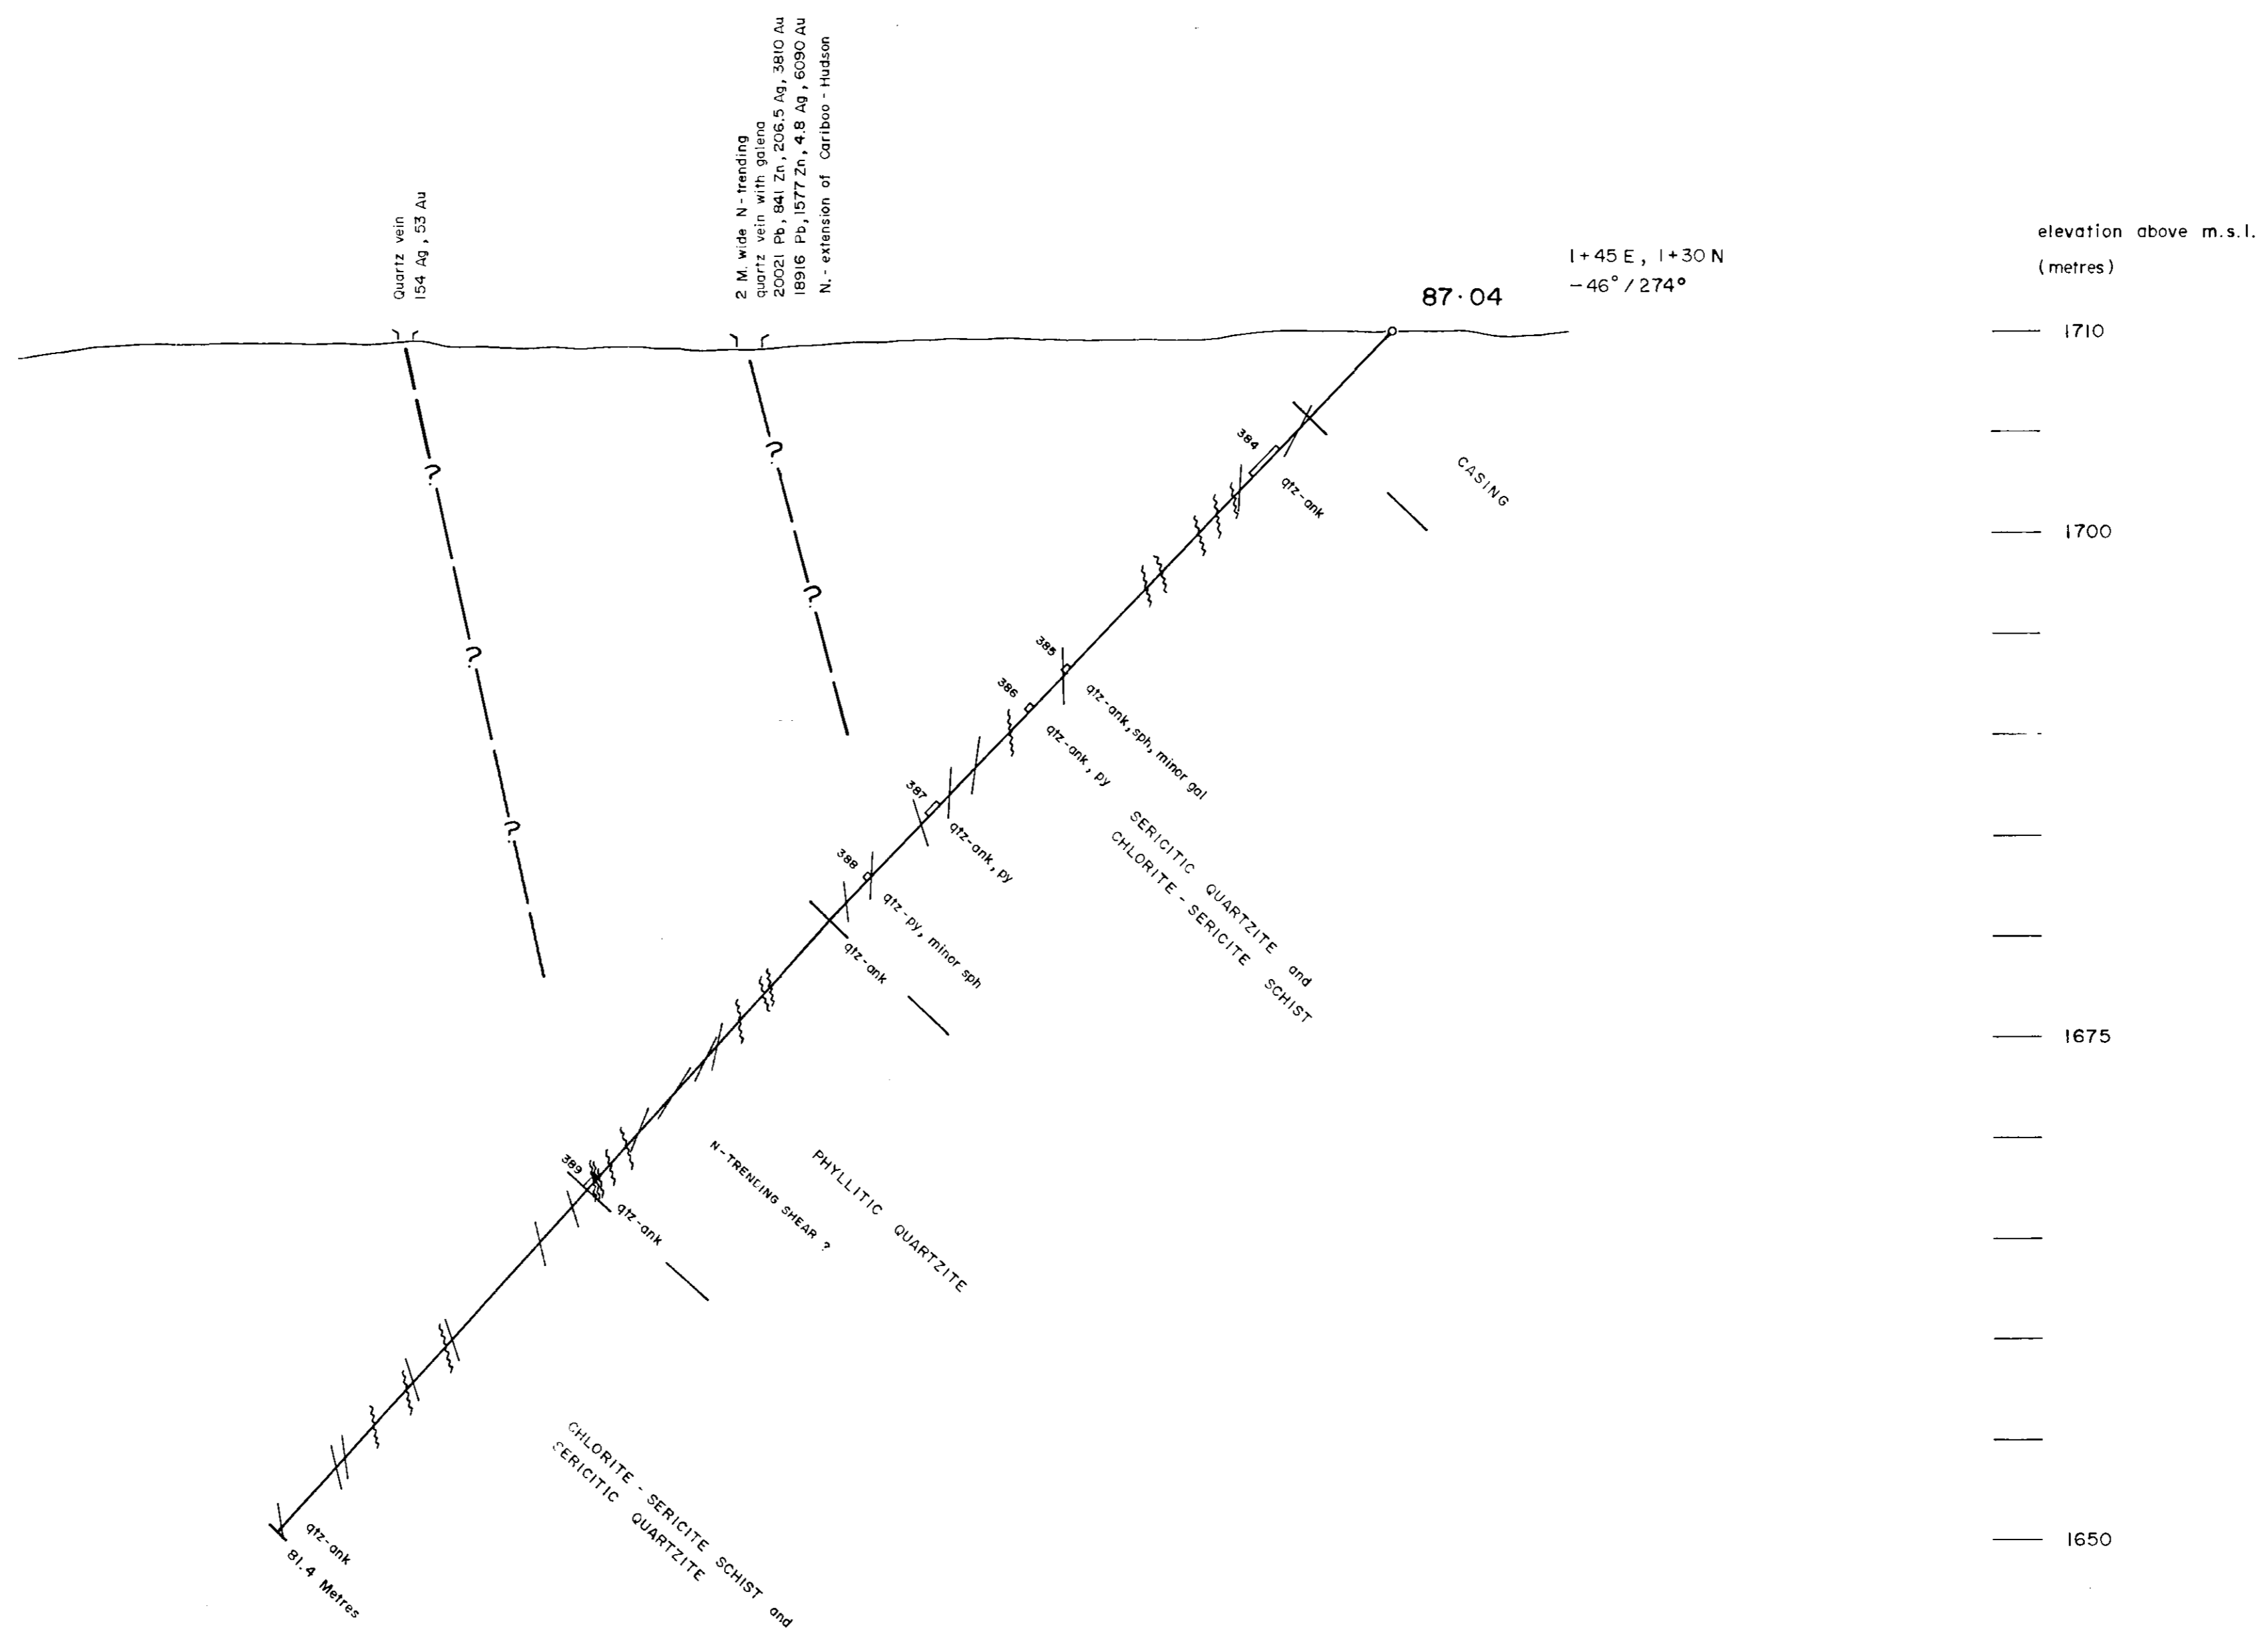 Quartz vein
154 Ag, 53 Au
2 M. wide N-trending
quartz vein with galena
20021 Pb, 841 Zn, 206.5 Ag, 3810 Au
18916 Pb, 1577 Zn, 4.8 Ag, 6090 Au
N.- extension of Cariboo - Hudson
87·04
1+45 E, 1+30 N
-46°/274°
elevation above m.s.l.
(metres)
1710
1700
1675
1650
?
?
?
?
?
CASING
384
qtz-ank
385
qtz-ank, sph, minor gal
386
qtz-ank, py
387
qtz-ank, py
388
qtz-py, minor sph
qtz-ank
SERICITIC QUARTZITE and
CHLORITE - SERICITE SCHIST
PHYLLITIC QUARTZITE
N-TRENDING SHEAR ?
389
qtz-ank
CHLORITE - SERICITE SCHIST and
SERICITIC QUARTZITE
qtz-ank
81.4 Metres